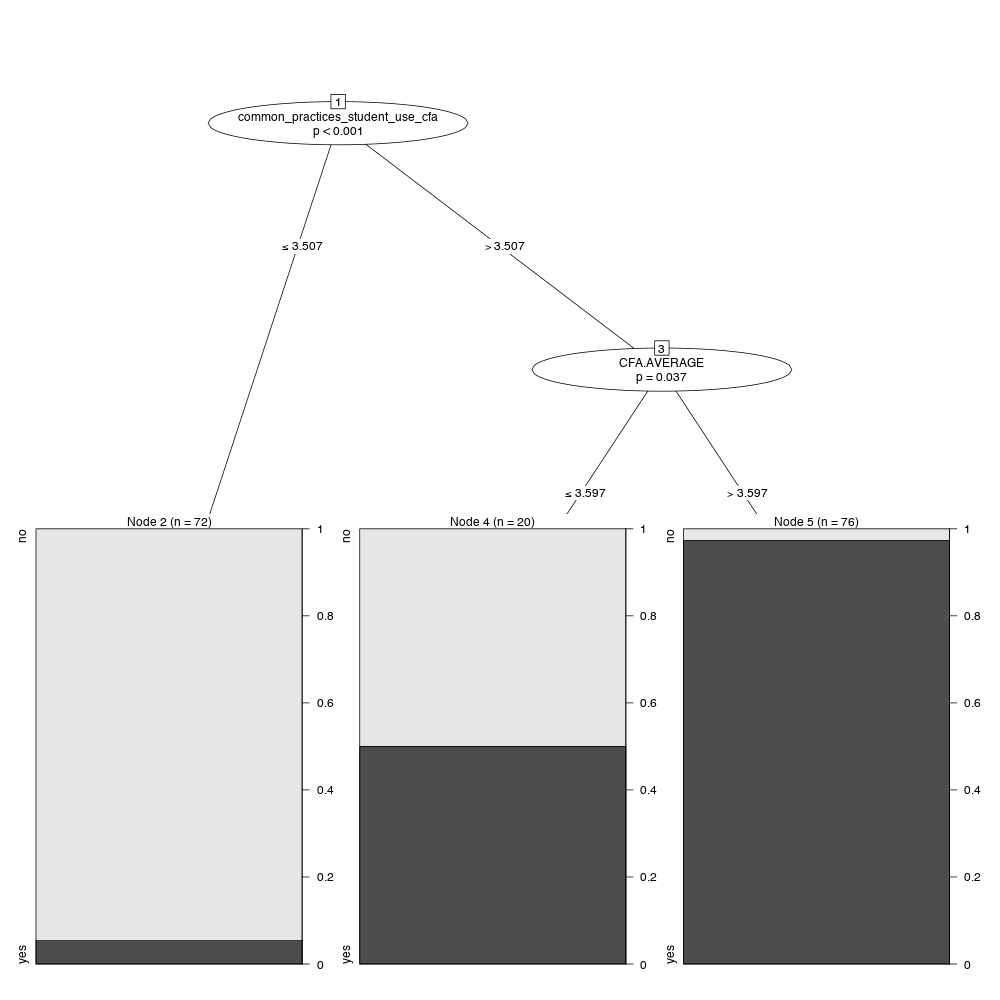 1
common_practices_student_use_cfa
p < 0.001
≤ 3.507
> 3.507
3
CFA.AVERAGE
p = 0.037
≤ 3.597
> 3.597
Node 2 (n = 72)
no
yes
1
0.8
0.6
0.4
0.2
0
Node 4 (n = 20)
no
yes
1
0.8
0.6
0.4
0.2
0
Node 5 (n = 76)
no
yes
1
0.8
0.6
0.4
0.2
0